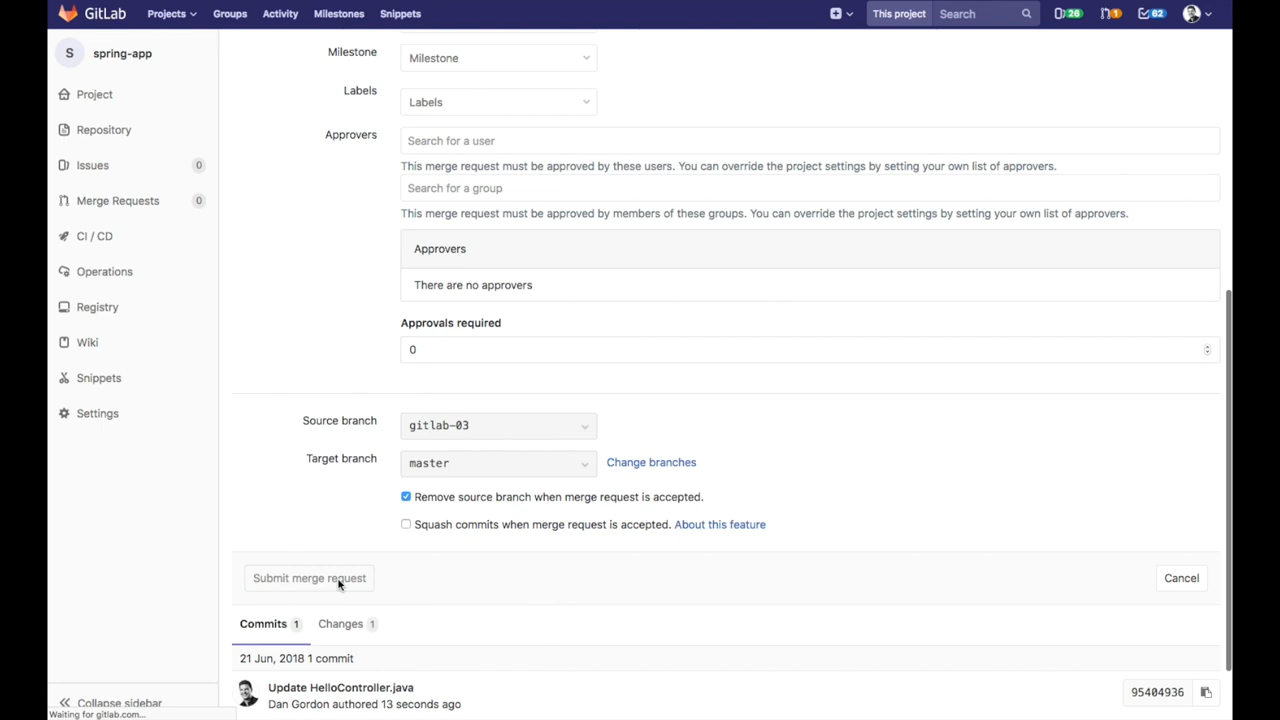 GitLab Projects Groups Activity Milestones Snippets This project Search 26 1 62
S spring-app
Project
Repository
Issues 0
Merge Requests 0
CI / CD
Operations
Registry
Wiki
Snippets
Settings
Collapse sidebar
Waiting for gitlab.com...
Milestone Milestone
Labels Labels
Approvers Search for a user
This merge request must be approved by these users. You can override the project settings by setting your own list of approvers.
Search for a group
This merge request must be approved by members of these groups. You can override the project settings by setting your own list of approvers.
Approvers
There are no approvers
Approvals required
0
Source branch gitlab-03
Target branch master Change branches
Remove source branch when merge request is accepted.
Squash commits when merge request is accepted. About this feature
Submit merge request Cancel
Commits 1 Changes 1
21 Jun, 2018 1 commit
Update HelloController.java
Dan Gordon authored 13 seconds ago
95404936